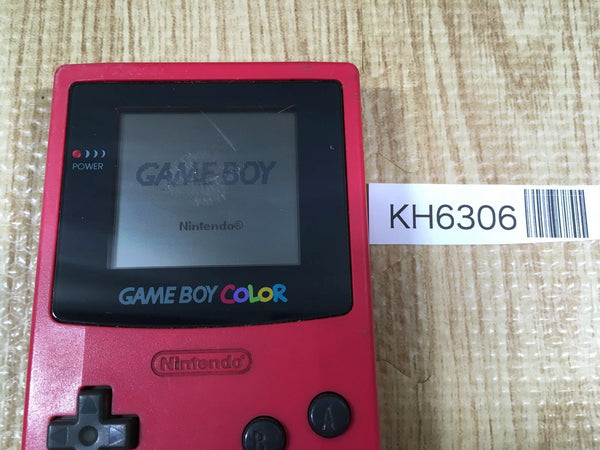 POWER
GAME BOY
Nintendo®
GAME BOY COLOR
Nintendo
B
A
KH6306